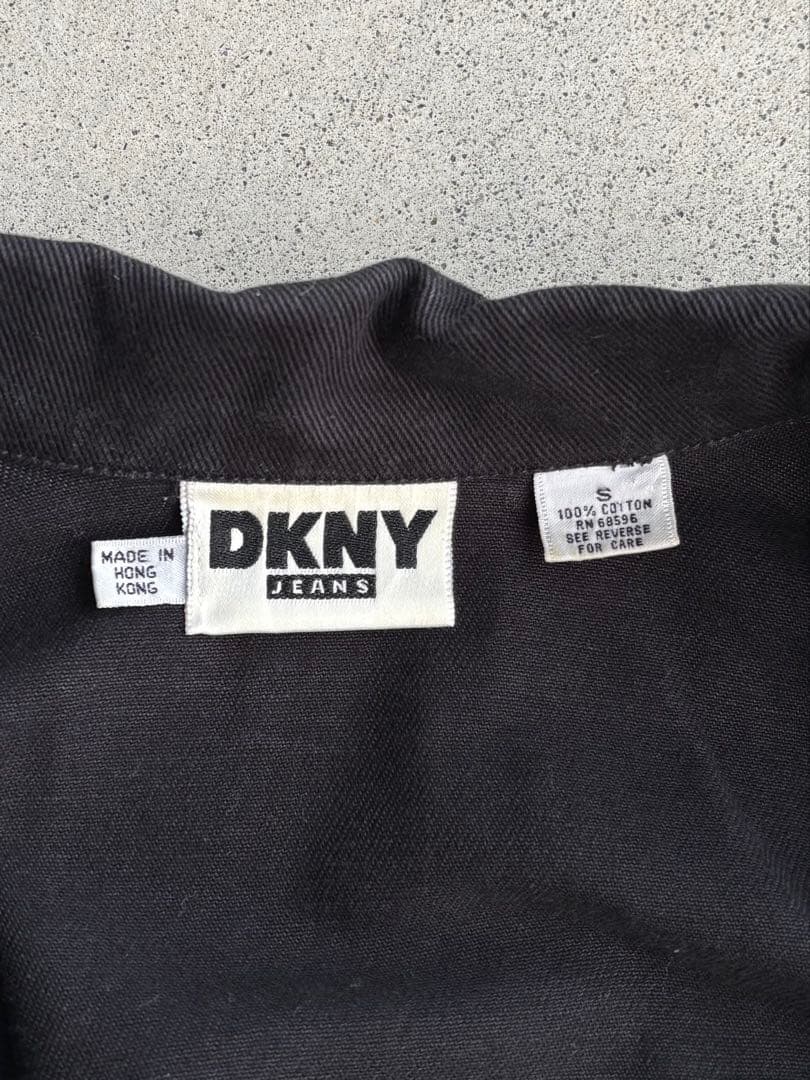 MADE IN
HONG
KONG
DKNY
JEANS
S
100% COTTON
RN 68596
SEE REVERSE
FOR CARE